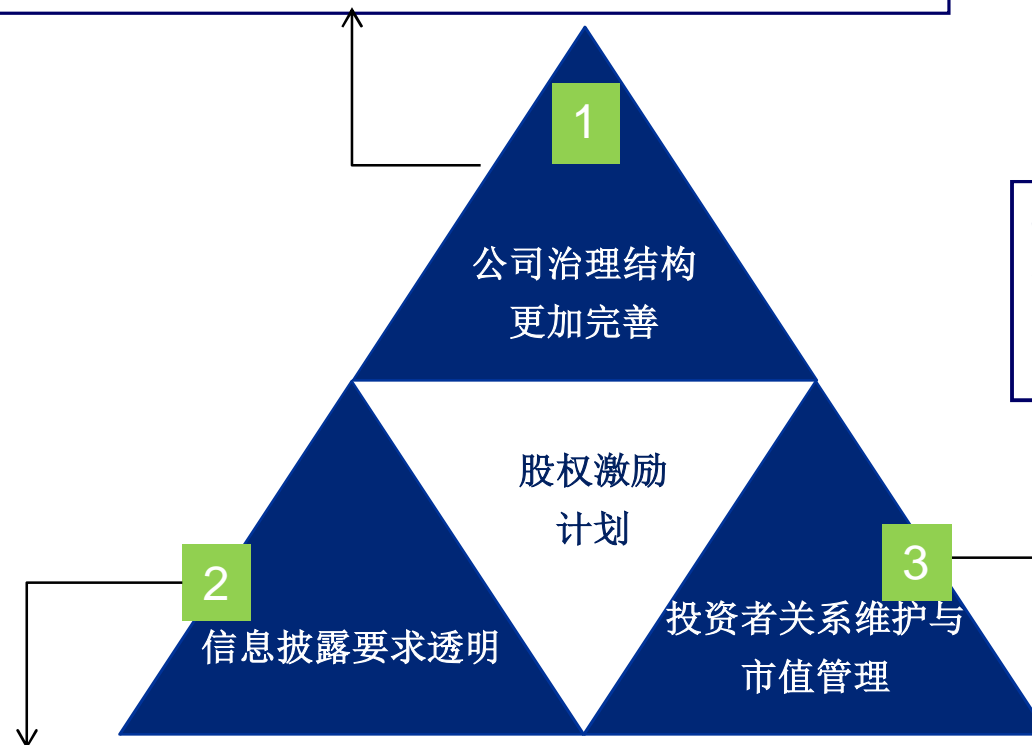 1
公司治理结构
更加完善
股权激励
计划
2
信息披露要求透明
3
投资者关系维护与
市值管理